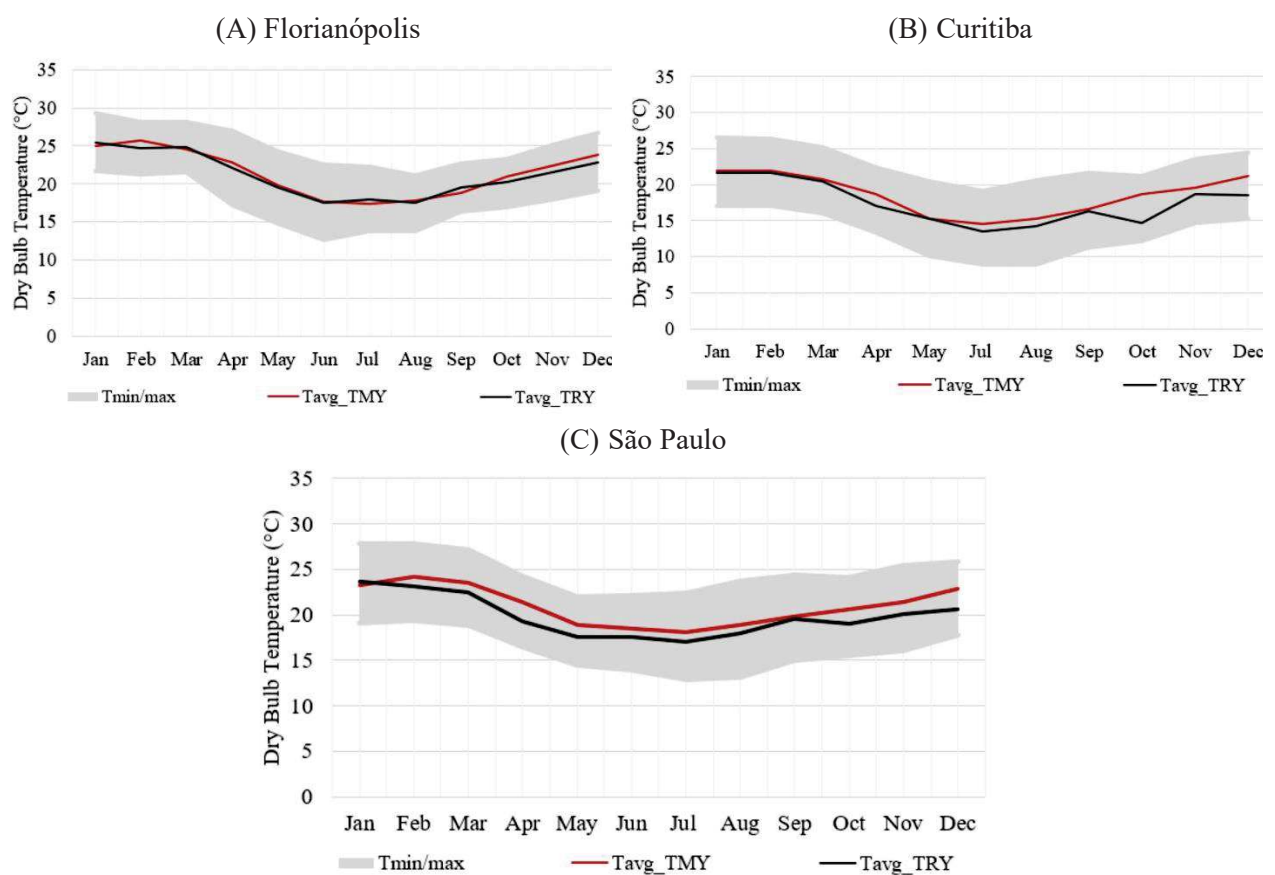 (A) Florianópolis
35
30
25
20
15
10
5
0
Dry Bulb Temperature (°C)
Jan Feb Mar Apr May Jun Jul Aug Sep Oct Nov Dec
Tmin/max Tavg_TMY Tavg_TRY
(B) Curitiba
35
30
25
20
15
10
5
0
Dry Bulb Temperature (°C)
Jan Feb Mar Apr May Jul Aug Sep Oct Nov Dec
Tmin/max Tavg_TMY Tavg_TRY
(C) São Paulo
35
30
25
20
15
10
5
0
Dry Bulb Temperature (°C)
Jan Feb Mar Apr May Jun Jul Aug Sep Oct Nov Dec
Tmin/max Tavg_TMY Tavg_TRY